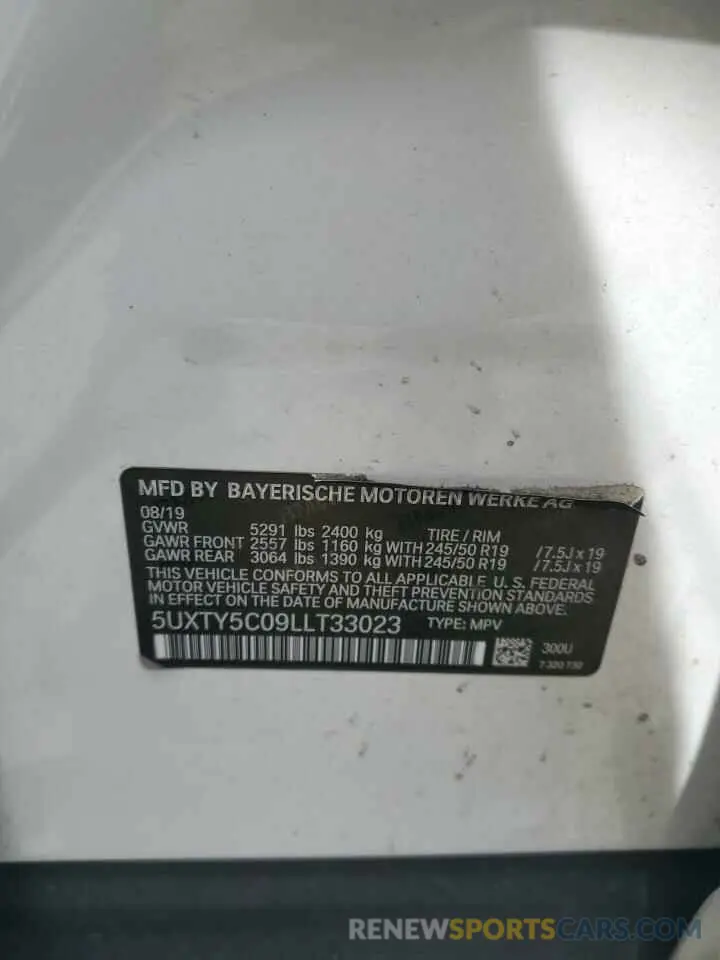 MFD BY BAYERISCHE MOTOREN WERKE AG
08/19
GVWR 5291 lbs 2400 kg TIRE / RIM
GAWR FRONT 2557 lbs 1160 kg WITH 245/50 R19 /7.5J x 19
GAWR REAR 3064 lbs 1390 kg WITH 245/50 R19 /7.5J x 19
THIS VEHICLE CONFORMS TO ALL APPLICABLE U. S. FEDERAL
MOTOR VEHICLE SAFETY AND THEFT PREVENTION STANDARDS
IN EFFECT ON THE DATE OF MANUFACTURE SHOWN ABOVE.
5UXTY5C09LLT33023 TYPE: MPV
300U
RENEWSPORTSCARS.COM